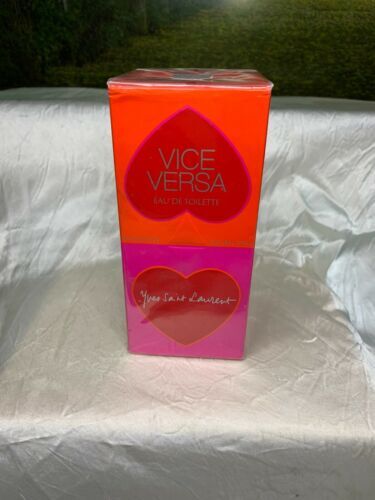 VICE
VERSA
EAU DE TOILETTE
Yves Saint Laurent